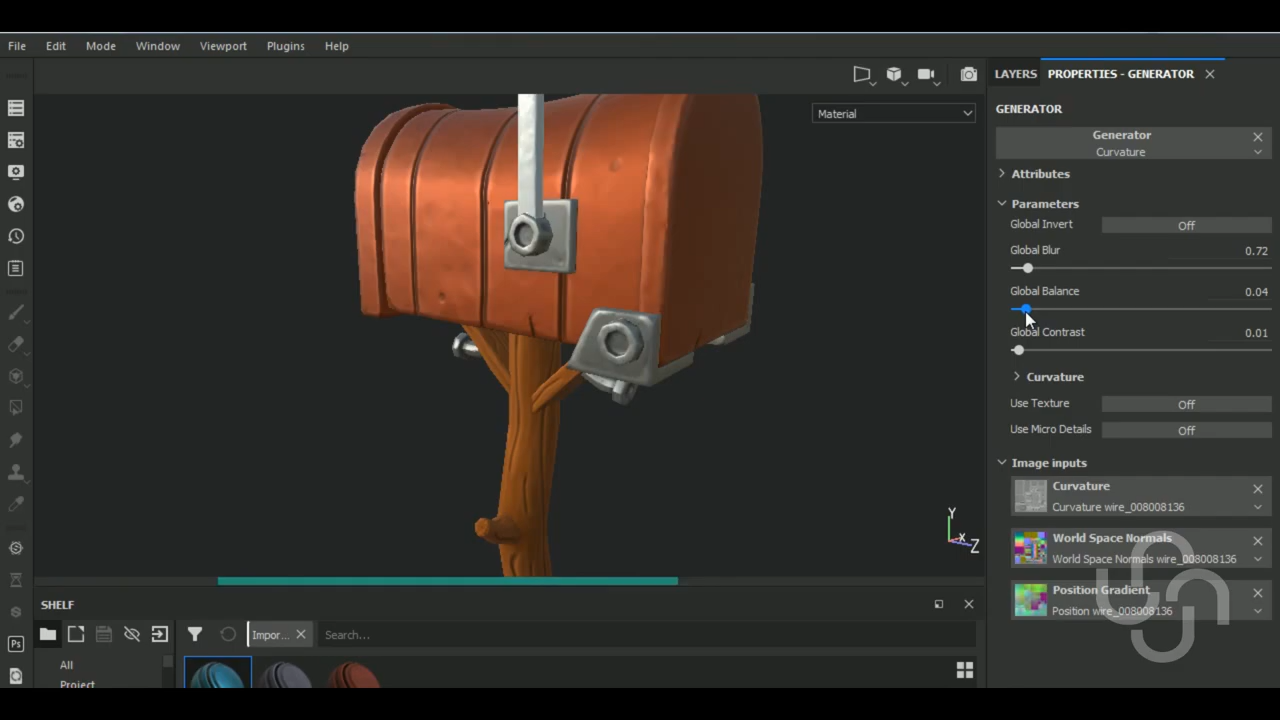 File Edit Mode Window Viewport Plugins Help
LAYERS PROPERTIES - GENERATOR
GENERATOR
Material
Generator
Curvature
Attributes
Parameters
Global Invert Off
Global Blur 0.72
Global Balance 0.04
Global Contrast 0.01
Curvature
Use Texture Off
Use Micro Details Off
Image inputs
Curvature
Curvature wire_008008136
World Space Normals
World Space Normals wire_008008136
Position Gradient
Position wire_008008136
Y
X
Z
SHELF
Impor... Search...
All
Project
Ps